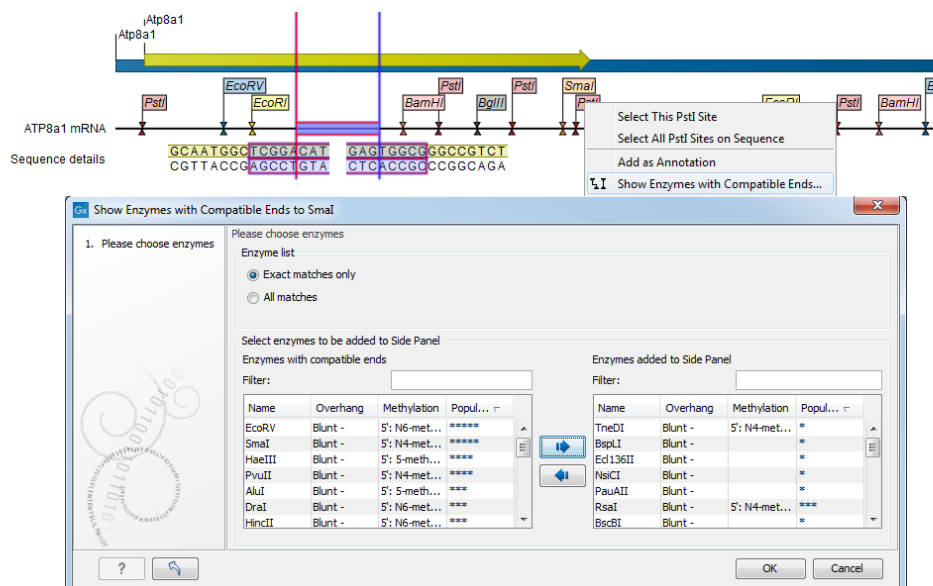 Atp8a1
Atp8a1
EcoRV PstI PstI SmaI
PstI EcoRI BamHI BglII PstI EcoRI PstI BamHI
ATP8a1 mRNA
Sequence details
GCAATGGCTCGGACAT GAGTGGCGGGCCGTCT
CGTTACCGAGCCTGTA CTCACCGCCCGGCAGA
Select This PstI Site
Select All PstI Sites on Sequence
Add as Annotation
Show Enzymes with Compatible Ends...
Gx Show Enzymes with Compatible Ends to SmaI
1. Please choose enzymes
Please choose enzymes
Enzyme list
Exact matches only
All matches
Select enzymes to be added to Side Panel
Enzymes with compatible ends Enzymes added to Side Panel
Filter: Filter:
Name Overhang Methylation Popul... Name Overhang Methylation Popul...
EcoRV Blunt - 5': N6-met... ***** TneDI Blunt - 5': N4-met... *
SmaI Blunt - 5': N4-met... ***** BspLI Blunt - *
HaeIII Blunt - 5': 5-meth... **** Ecl136II Blunt - *
PvuII Blunt - 5': N4-met... **** NsiCI Blunt - *
AluI Blunt - 5': 5-meth... *** PauAII Blunt - *
DraI Blunt - 5': N6-met... *** RsaI Blunt - 5': N4-met... ***
HincII Blunt - 5': N6-met... *** BscBI Blunt - *
? OK Cancel